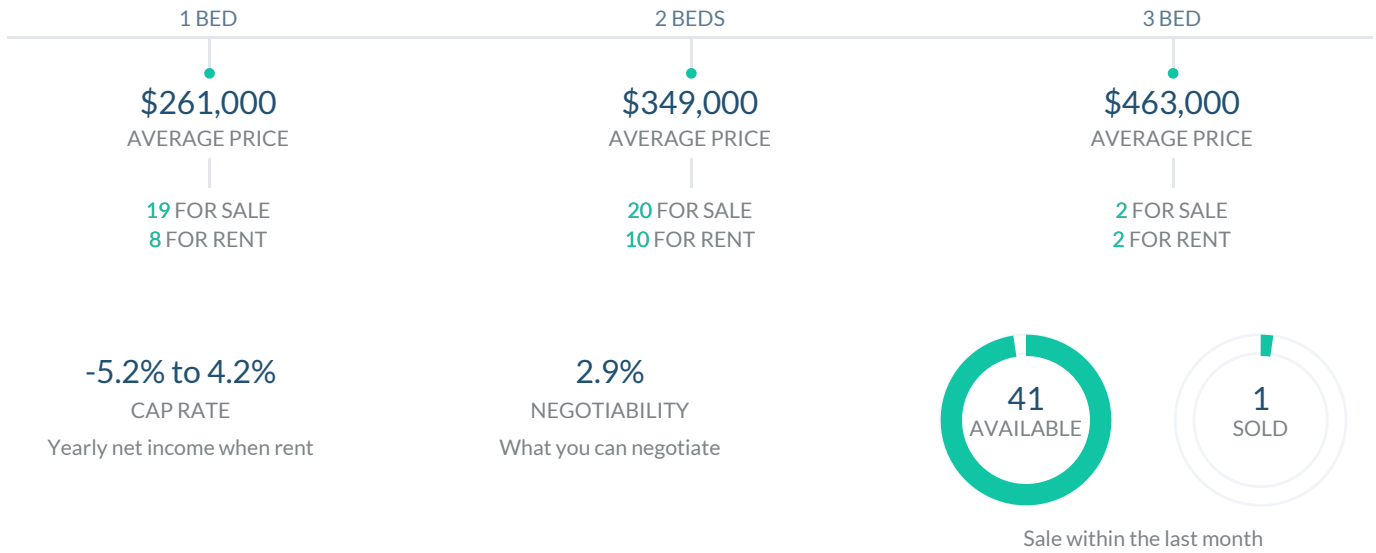 1 BED
$261,000
AVERAGE PRICE
19 FOR SALE
8 FOR RENT
2 BEDS
$349,000
AVERAGE PRICE
20 FOR SALE
10 FOR RENT
3 BED
$463,000
AVERAGE PRICE
2 FOR SALE
2 FOR RENT
-5.2% to 4.2%
CAP RATE
Yearly net income when rent
2.9%
NEGOTIABILITY
What you can negotiate
41
AVAILABLE
1
SOLD
Sale within the last month